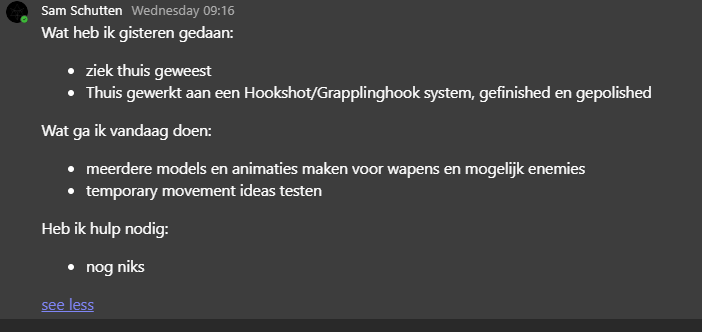 Sam Schutten Wednesday 09:16
Wat heb ik gisteren gedaan:
• ziek thuis geweest
• Thuis gewerkt aan een Hookshot/Grapplinghook system, gefinished en gepolished
Wat ga ik vandaag doen:
• meerdere models en animaties maken voor wapens en mogelijk enemies
• temporary movement ideas testen
Heb ik hulp nodig:
• nog niks
see less